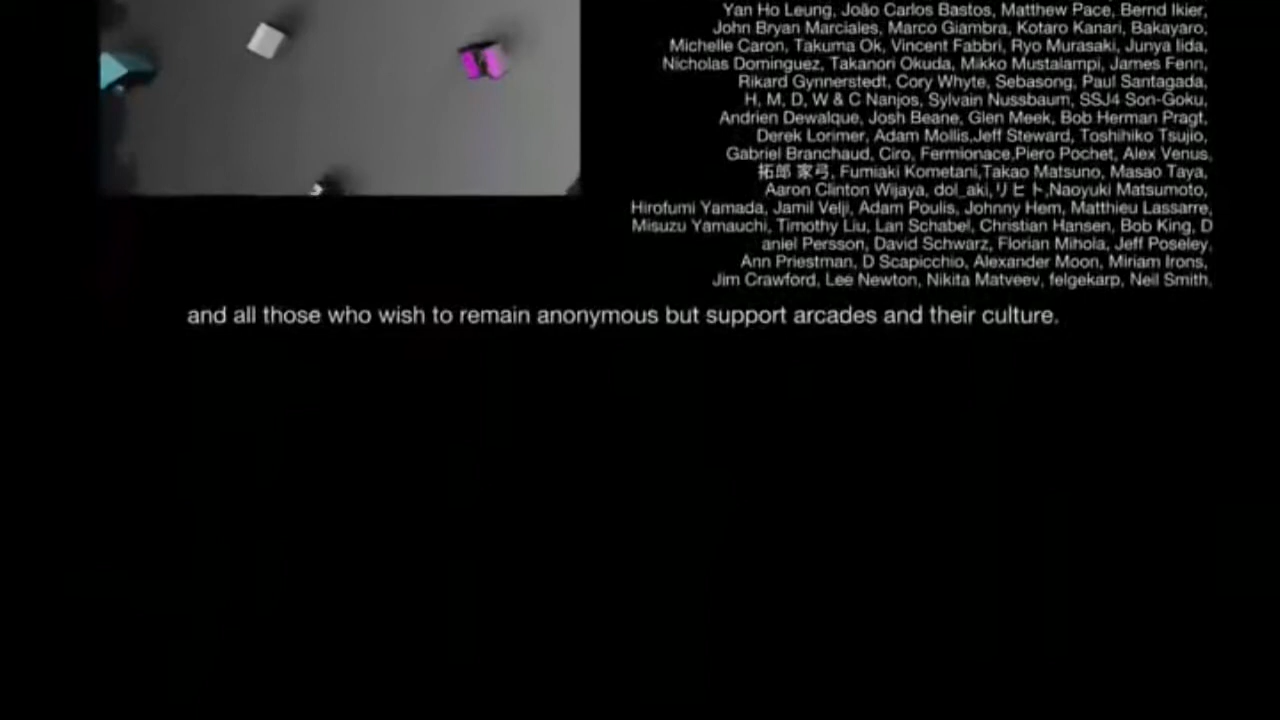 Yan Ho Leung, João Carlos Bastos, Matthew Pace, Bernd Ikier,
John Bryan Marciales, Marco Giambra, Kotaro Kanari, Bakayaro,
Michelle Caron, Takuma Ok, Vincent Fabbri, Ryo Murasaki, Junya Iida,
Nicholas Dominguez, Takanori Okuda, Mikko Mustalampi, James Fenn,
Rikard Gynnerstedt, Cory Whyte, Sebasong, Paul Santagada,
H, M, D, W & C Nanjos, Sylvain Nussbaum, SSJ4 Son-Goku,
Andrien Dewalque, Josh Beane, Glen Meek, Bob Herman Pragt,
Derek Lorimer, Adam Mollis,Jeff Steward, Toshihiko Tsujio,
Gabriel Branchaud, Ciro, Fermionace,Piero Pochet, Alex Venus,
拓郎 家弓, Fumiaki Kometani,Takao Matsuno, Masao Taya,
Aaron Clinton Wijaya, dol_aki,リヒト,Naoyuki Matsumoto,
Hirofumi Yamada, Jamil Velji, Adam Poulis, Johnny Hem, Matthieu Lassarre,
Misuzu Yamauchi, Timothy Liu, Lan Schabel, Christian Hansen, Bob King, D
aniel Persson, David Schwarz, Florian Mihola, Jeff Poseley,
Ann Priestman, D Scapicchio, Alexander Moon, Miriam Irons,
Jim Crawford, Lee Newton, Nikita Matveev, felgekarp, Neil Smith,
and all those who wish to remain anonymous but support arcades and their culture.